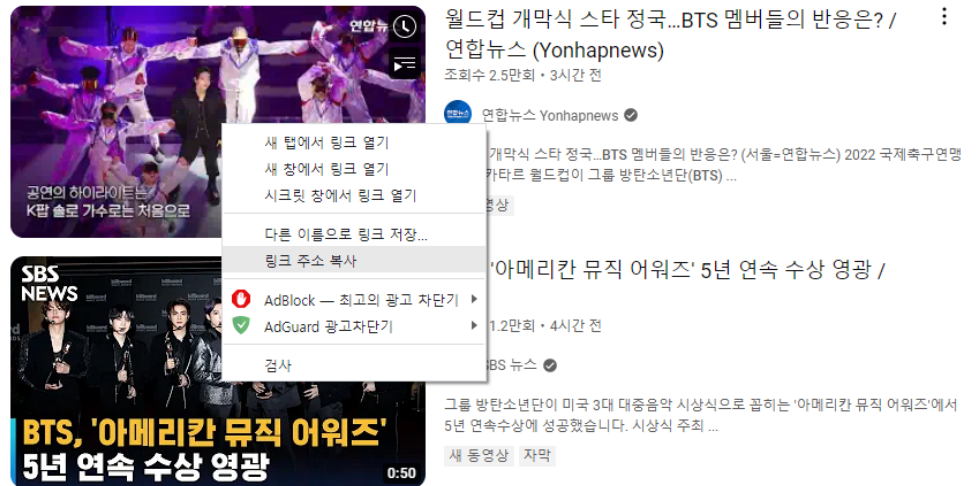 연합뉴
공연의 하이라이트는
K팝 솔로 가수로는 처음으로
월드컵 개막식 스타 정국...BTS 멤버들의 반응은? /
연합뉴스 (Yonhapnews)
조회수 2.5만회 • 3시간 전
연합뉴스
연합뉴스 Yonhapnews
개막식 스타 정국...BTS 멤버들의 반응은? (서울=연합뉴스) 2022 국제축구연맹
카타르 월드컵이 그룹 방탄소년단(BTS) ...
영상
새 탭에서 링크 열기
새 창에서 링크 열기
시크릿 창에서 링크 열기
다른 이름으로 링크 저장...
링크 주소 복사
AdBlock — 최고의 광고 차단기
AdGuard 광고차단기
검사
SBS
NEWS
BTS, '아메리칸 뮤직 어워즈'
5년 연속 수상 영광
0:50
'아메리칸 뮤직 어워즈' 5년 연속 수상 영광 /
1.2만회 • 4시간 전
SBS 뉴스
그룹 방탄소년단이 미국 3대 대중음악 시상식으로 꼽히는 '아메리칸 뮤직 어워즈'에서
5년 연속수상에 성공했습니다. 시상식 주최 ...
새 동영상
자막